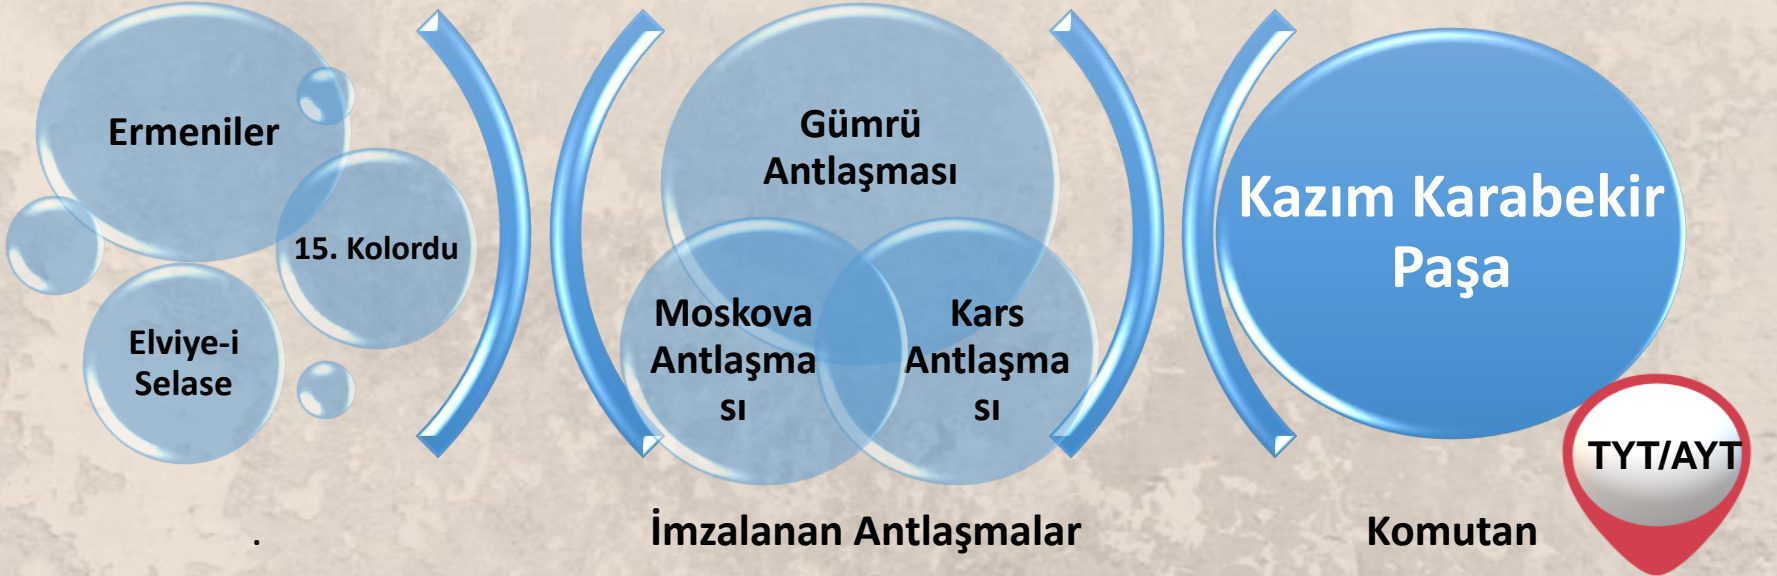 Ermeniler
15. Kolordu
Elviye-i
Selase
.
Gümrü
Antlaşması
Moskova
Antlaşma
sı
Kars
Antlaşma
sı
İmzalanan Antlaşmalar
Kazım Karabekir
Paşa
Komutan
TYT/AYT